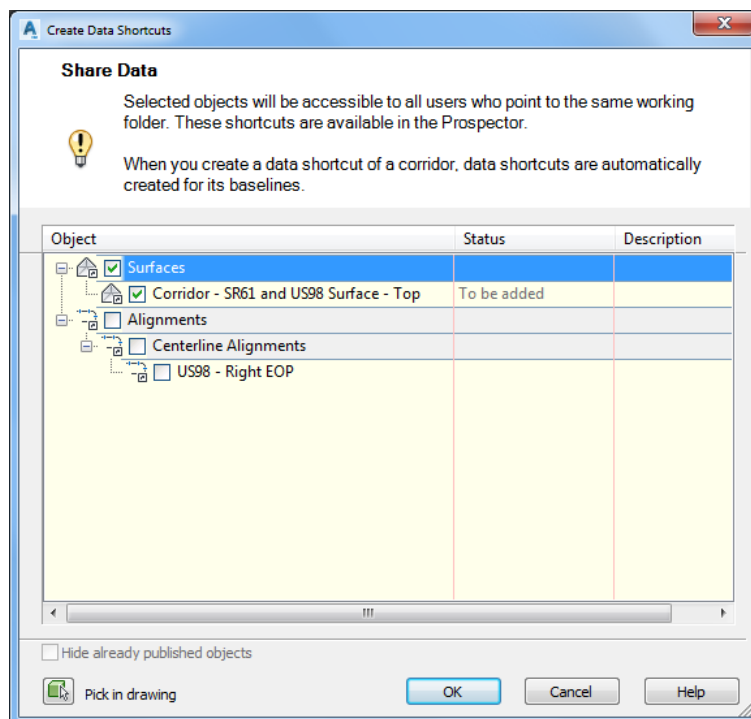 Create Data Shortcuts
Share Data
Selected objects will be accessible to all users who point to the same working
folder. These shortcuts are available in the Prospector.
When you create a data shortcut of a corridor, data shortcuts are automatically
created for its baselines.
Object Status Description
Surfaces
Corridor - SR61 and US98 Surface - Top To be added
Alignments
Centerline Alignments
US98 - Right EOP
Hide already published objects
Pick in drawing OK Cancel Help